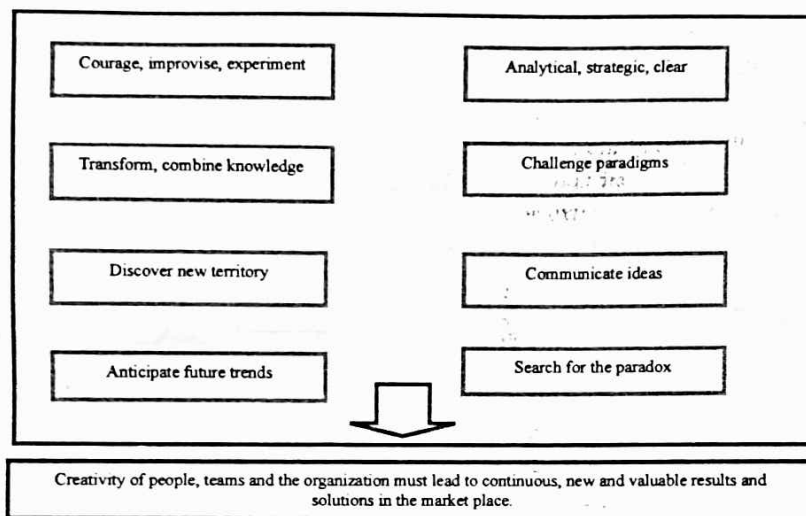 Courage, improvise, experiment
Analytical, strategic, clear
Transform, combine knowledge
Challenge paradigms
Discover new territory
Communicate ideas
Anticipate future trends
Search for the paradox
Creativity of people, teams and the organization must lead to continuous, new and valuable results and
solutions in the market place.